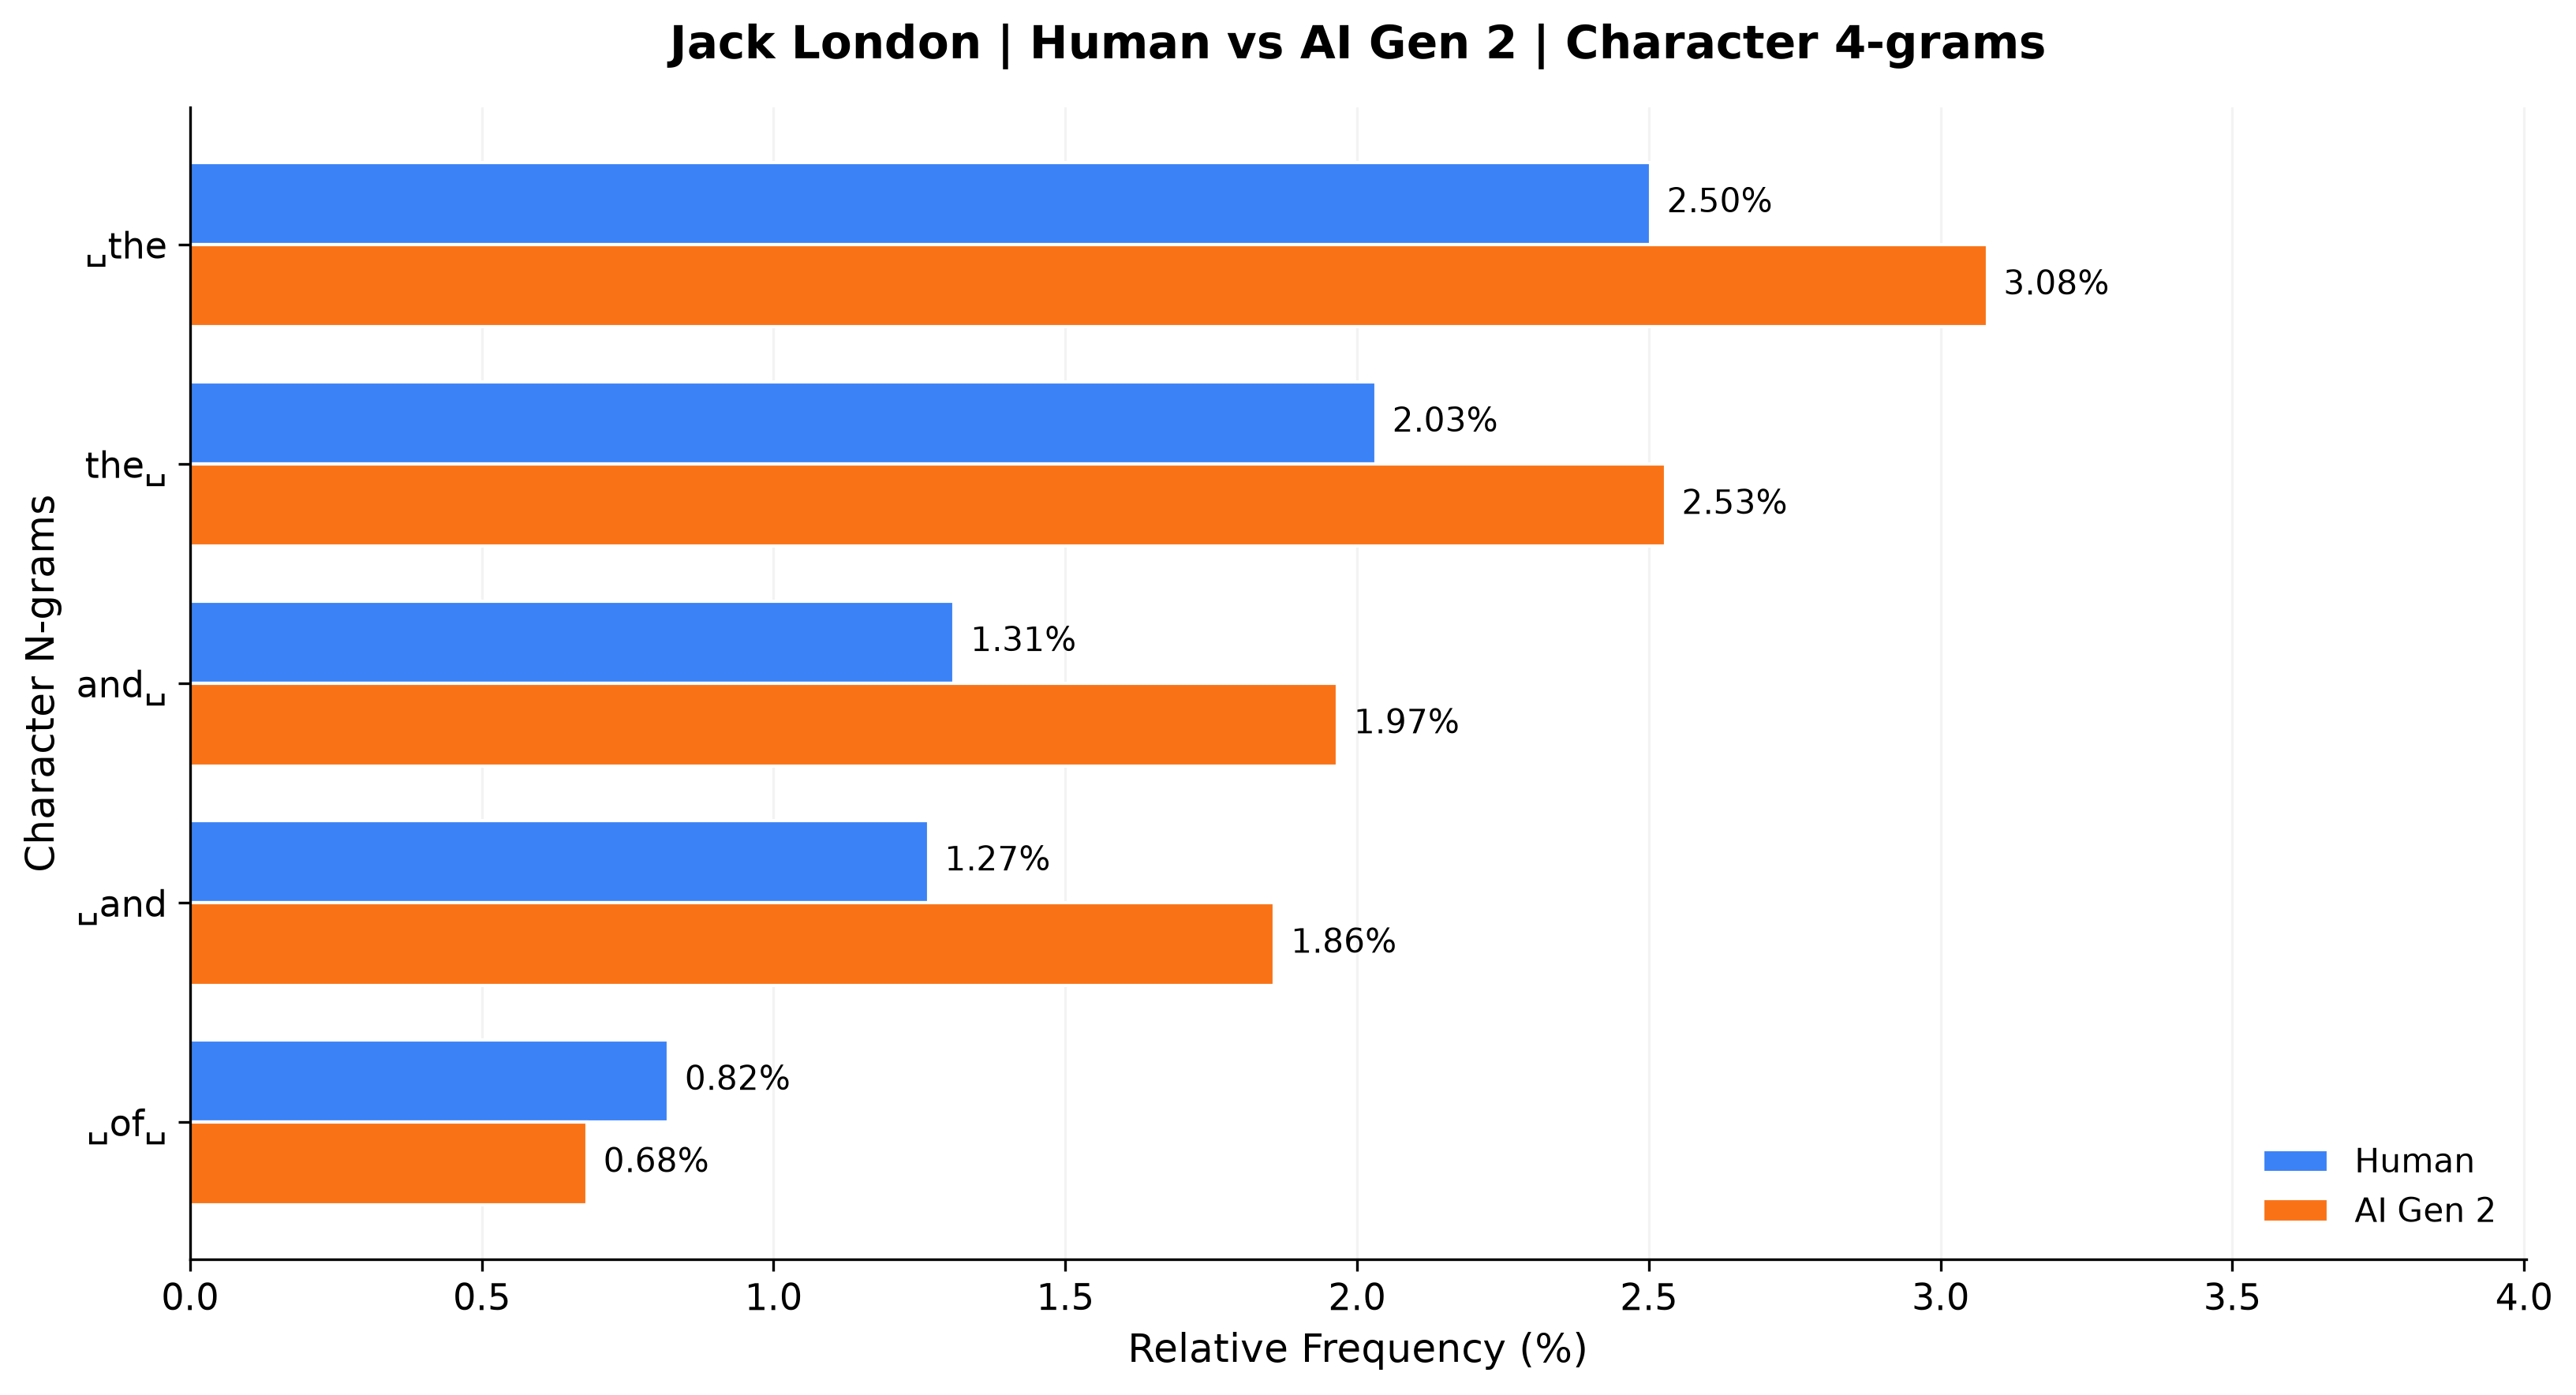 Jack London | Human vs AI Gen 2 | Character 4-grams
Character N-grams
␣the
2.50%
3.08%
the␣
2.03%
2.53%
and␣
1.31%
1.97%
␣and
1.27%
1.86%
␣of␣
0.82%
0.68%
Human
AI Gen 2
0.0 0.5 1.0 1.5 2.0 2.5 3.0 3.5 4.0
Relative Frequency (%)